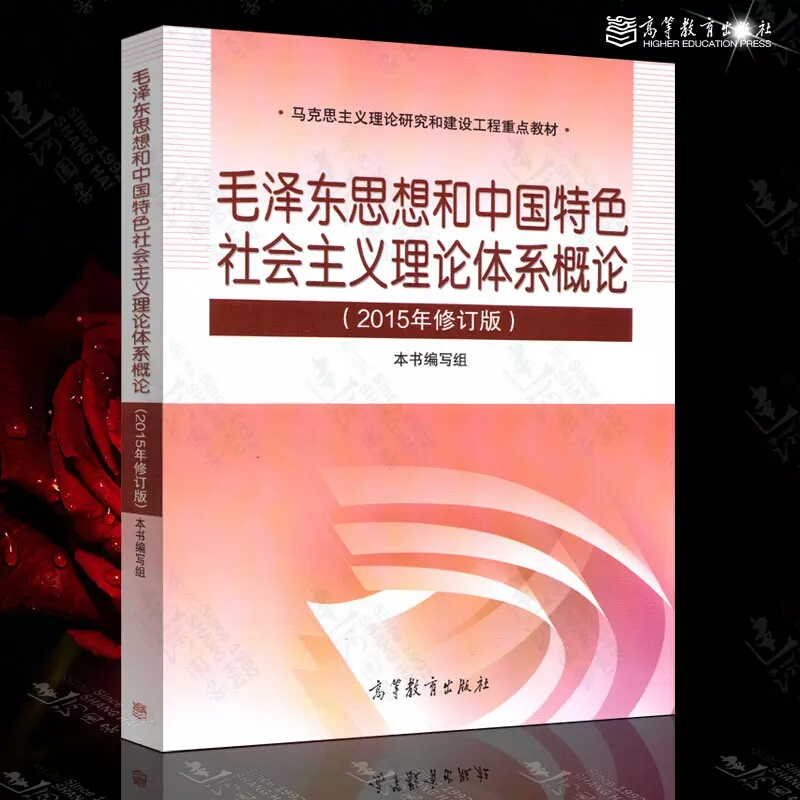 高等教育出版社
HIGHER EDUCATION PRESS
·马克思主义理论研究和建设工程重点教材·
毛泽东思想和中国特色
社会主义理论体系概论
(2015年修订版)
本书编写组
高等教育出版社
毛泽东思想和中国特色社会主义理论体系概论
(2015年修订版)
本书编写组
Since 1992
SHANG HAI